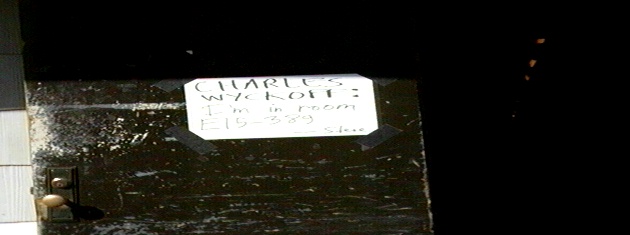 CHARLES
WYCKOFF:
I'm in room
E15-389
— Steve